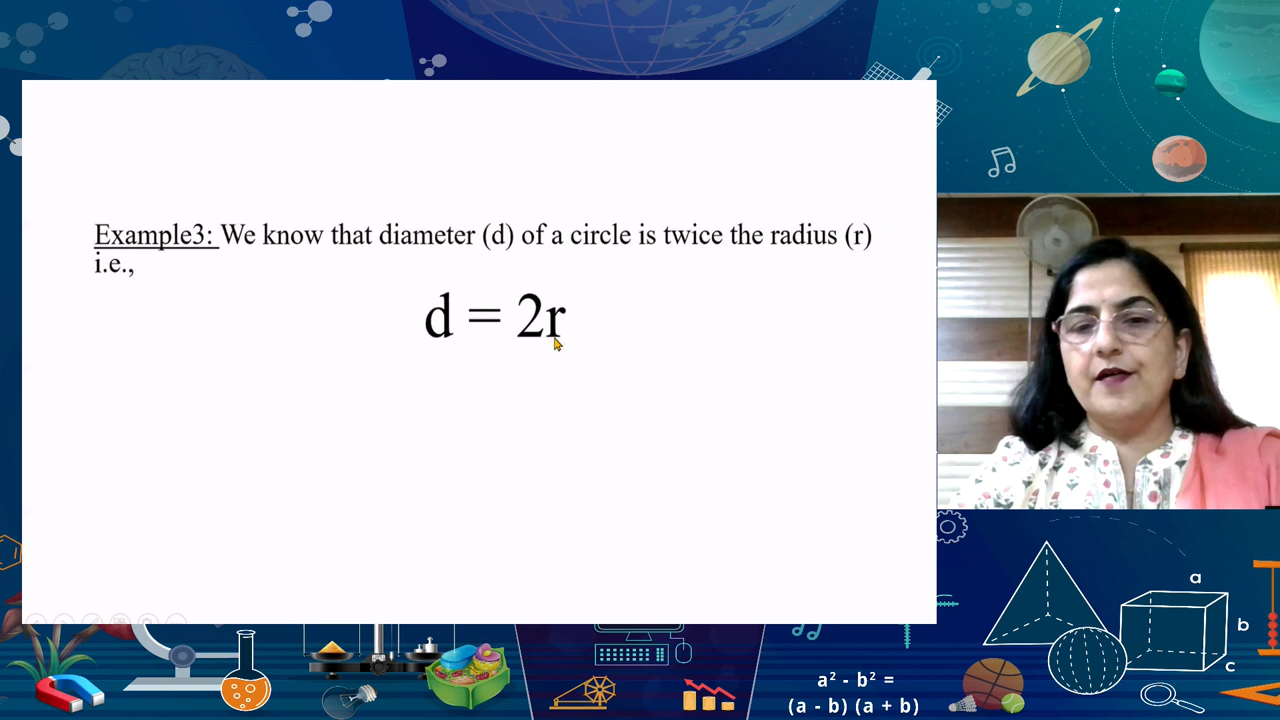 Example3: We know that diameter (d) of a circle is twice the radius (r)
i.e.,
d = 2r
a
b
c
a² - b² =
(a - b) (a + b)